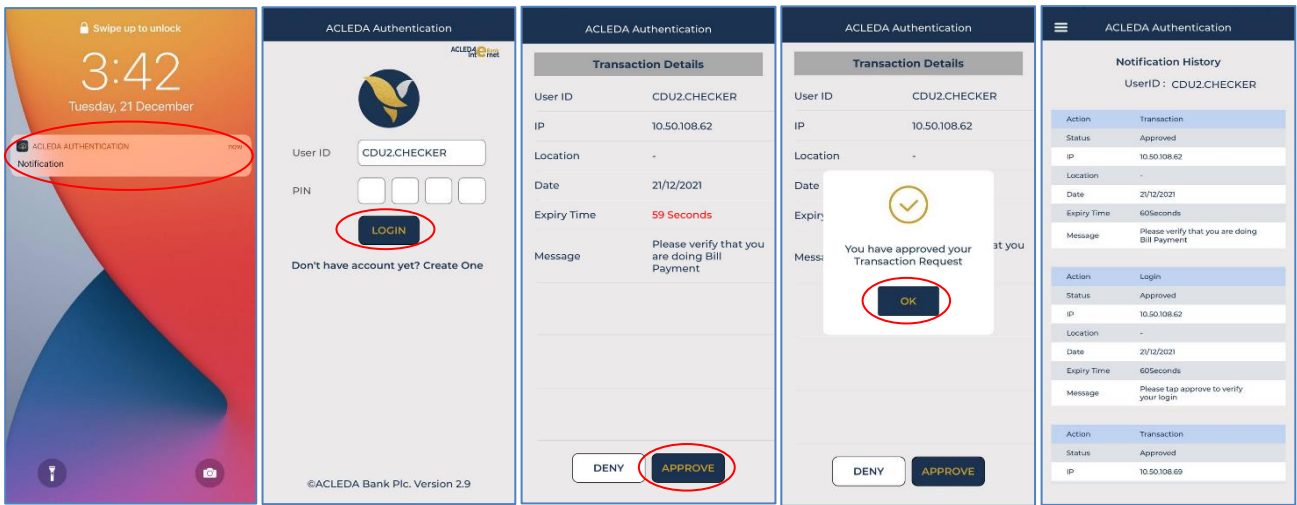 Swipe up to unlock
3:42
Tuesday, 21 December
ACLEDA AUTHENTICATION now
Notification
ACLEDA Authentication
ACLEDA Bank
internet
User ID CDU2.CHECKER
PIN
LOGIN
Don't have account yet? Create One
©ACLEDA Bank Plc. Version 2.9
ACLEDA Authentication
Transaction Details
User ID CDU2.CHECKER
IP 10.50.108.62
Location -
Date 21/12/2021
Expiry Time 59 Seconds
Message Please verify that you
are doing Bill
Payment
DENY APPROVE
ACLEDA Authentication
Transaction Details
User ID CDU2.CHECKER
IP 10.50.108.62
Location -
Date
Expiry
Messa at you
You have approved your
Transaction Request
OK
DENY APPROVE
ACLEDA Authentication
Notification History
UserID : CDU2.CHECKER
Action Transaction
Status Approved
IP 10.50.108.62
Location -
Date 21/12/2021
Expiry Time 60Seconds
Message Please verify that you are doing
Bill Payment
Action Login
Status Approved
IP 10.50.108.62
Location -
Date 21/12/2021
Expiry Time 60Seconds
Message Please tap approve to verify
your login
Action Transaction
Status Approved
IP 10.50.108.69